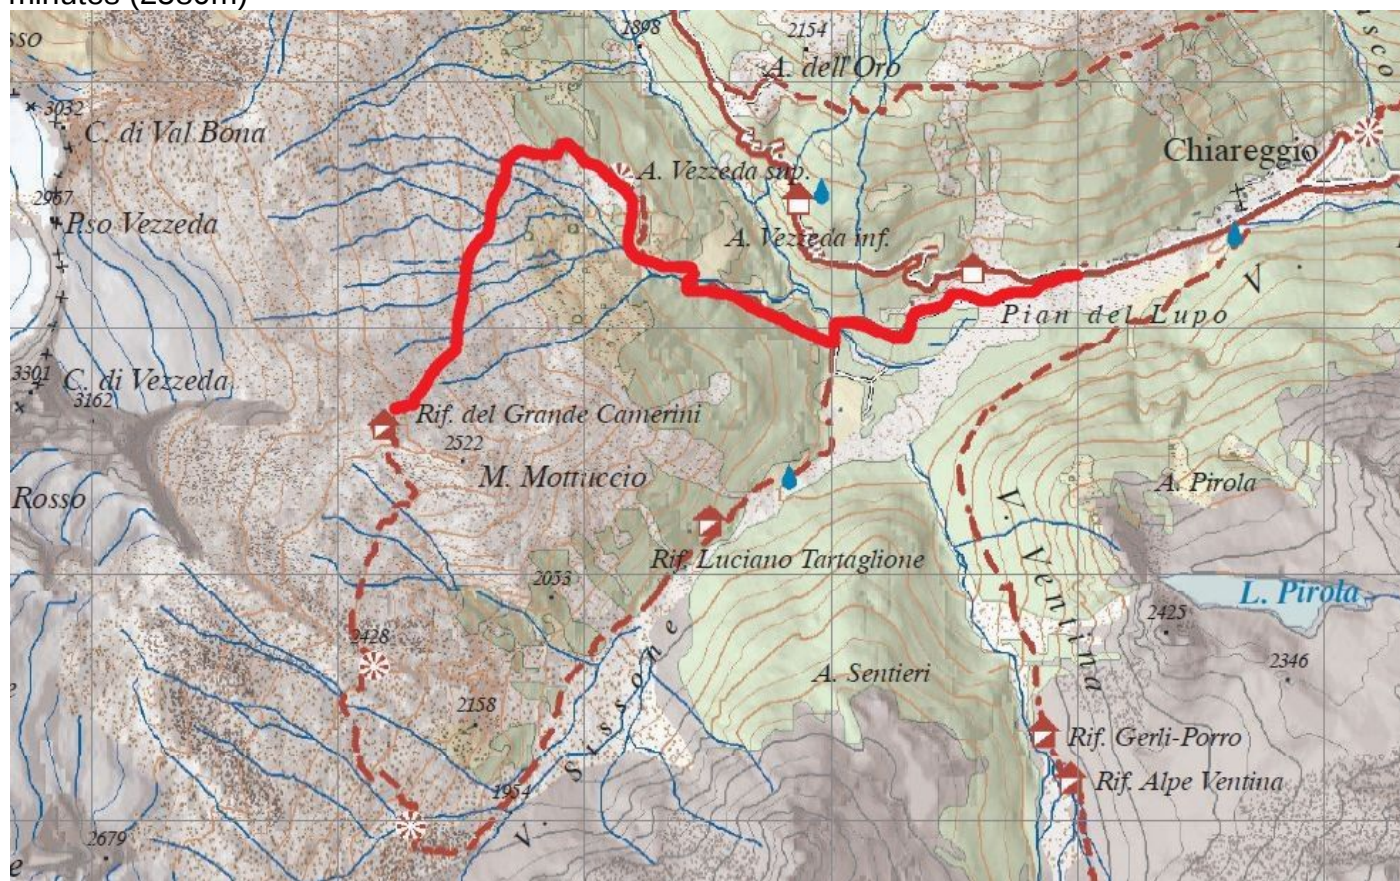 1898
2154
A. dell'Oro
3032
C. di Val Bona
Chiareggio
A. Vezzeda sup.
2967
P.so Vezzeda
A. Vezzeda inf.
V.
Pian del Lupo
3301
C. di Vezzeda
3162
Rif. del Grande Camerini
2522
M. Mottuccio
A. Pirola
Rosso
V. Ventina
Rif. Luciano Tartaglione
2053
L. Pirola
2425
2428
2346
A. Sentieri
2158
V. Sissone
Rif. Gerli-Porro
Rif. Alpe Ventina
1954
2679